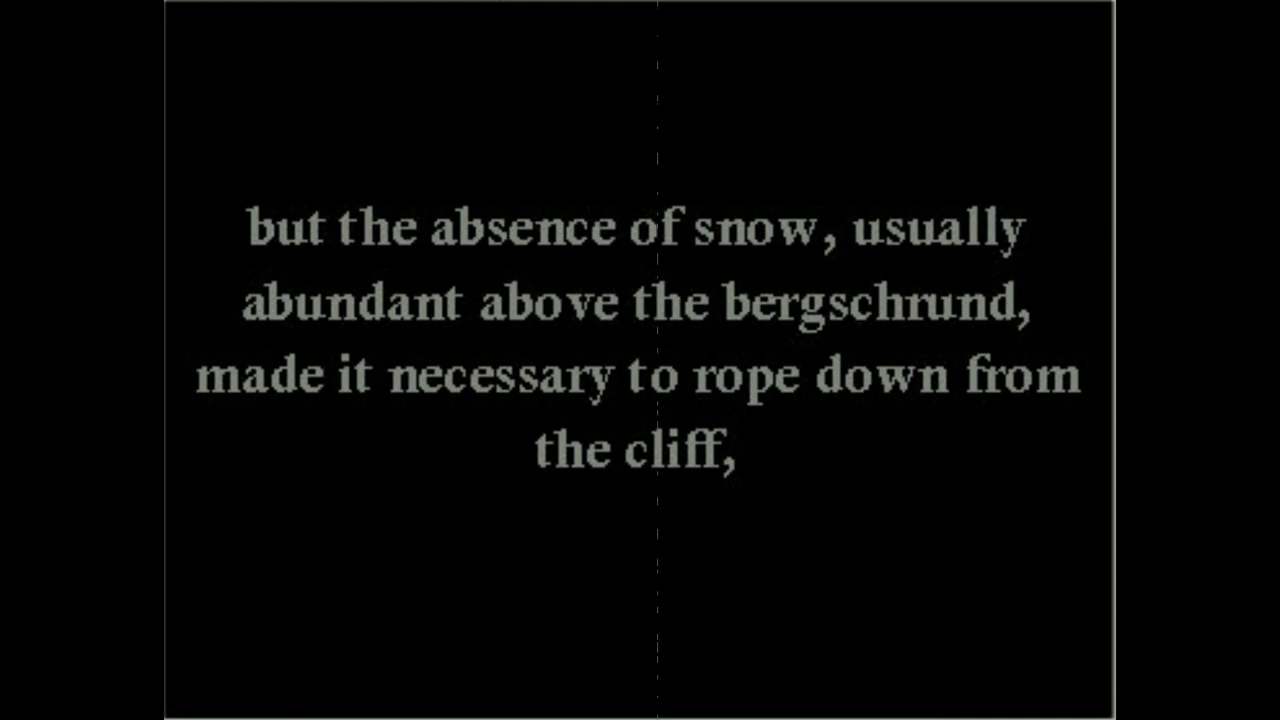 but the absence of snow, usually
abundant above the bergschrund,
made it necessary to rope down from
the cliff,